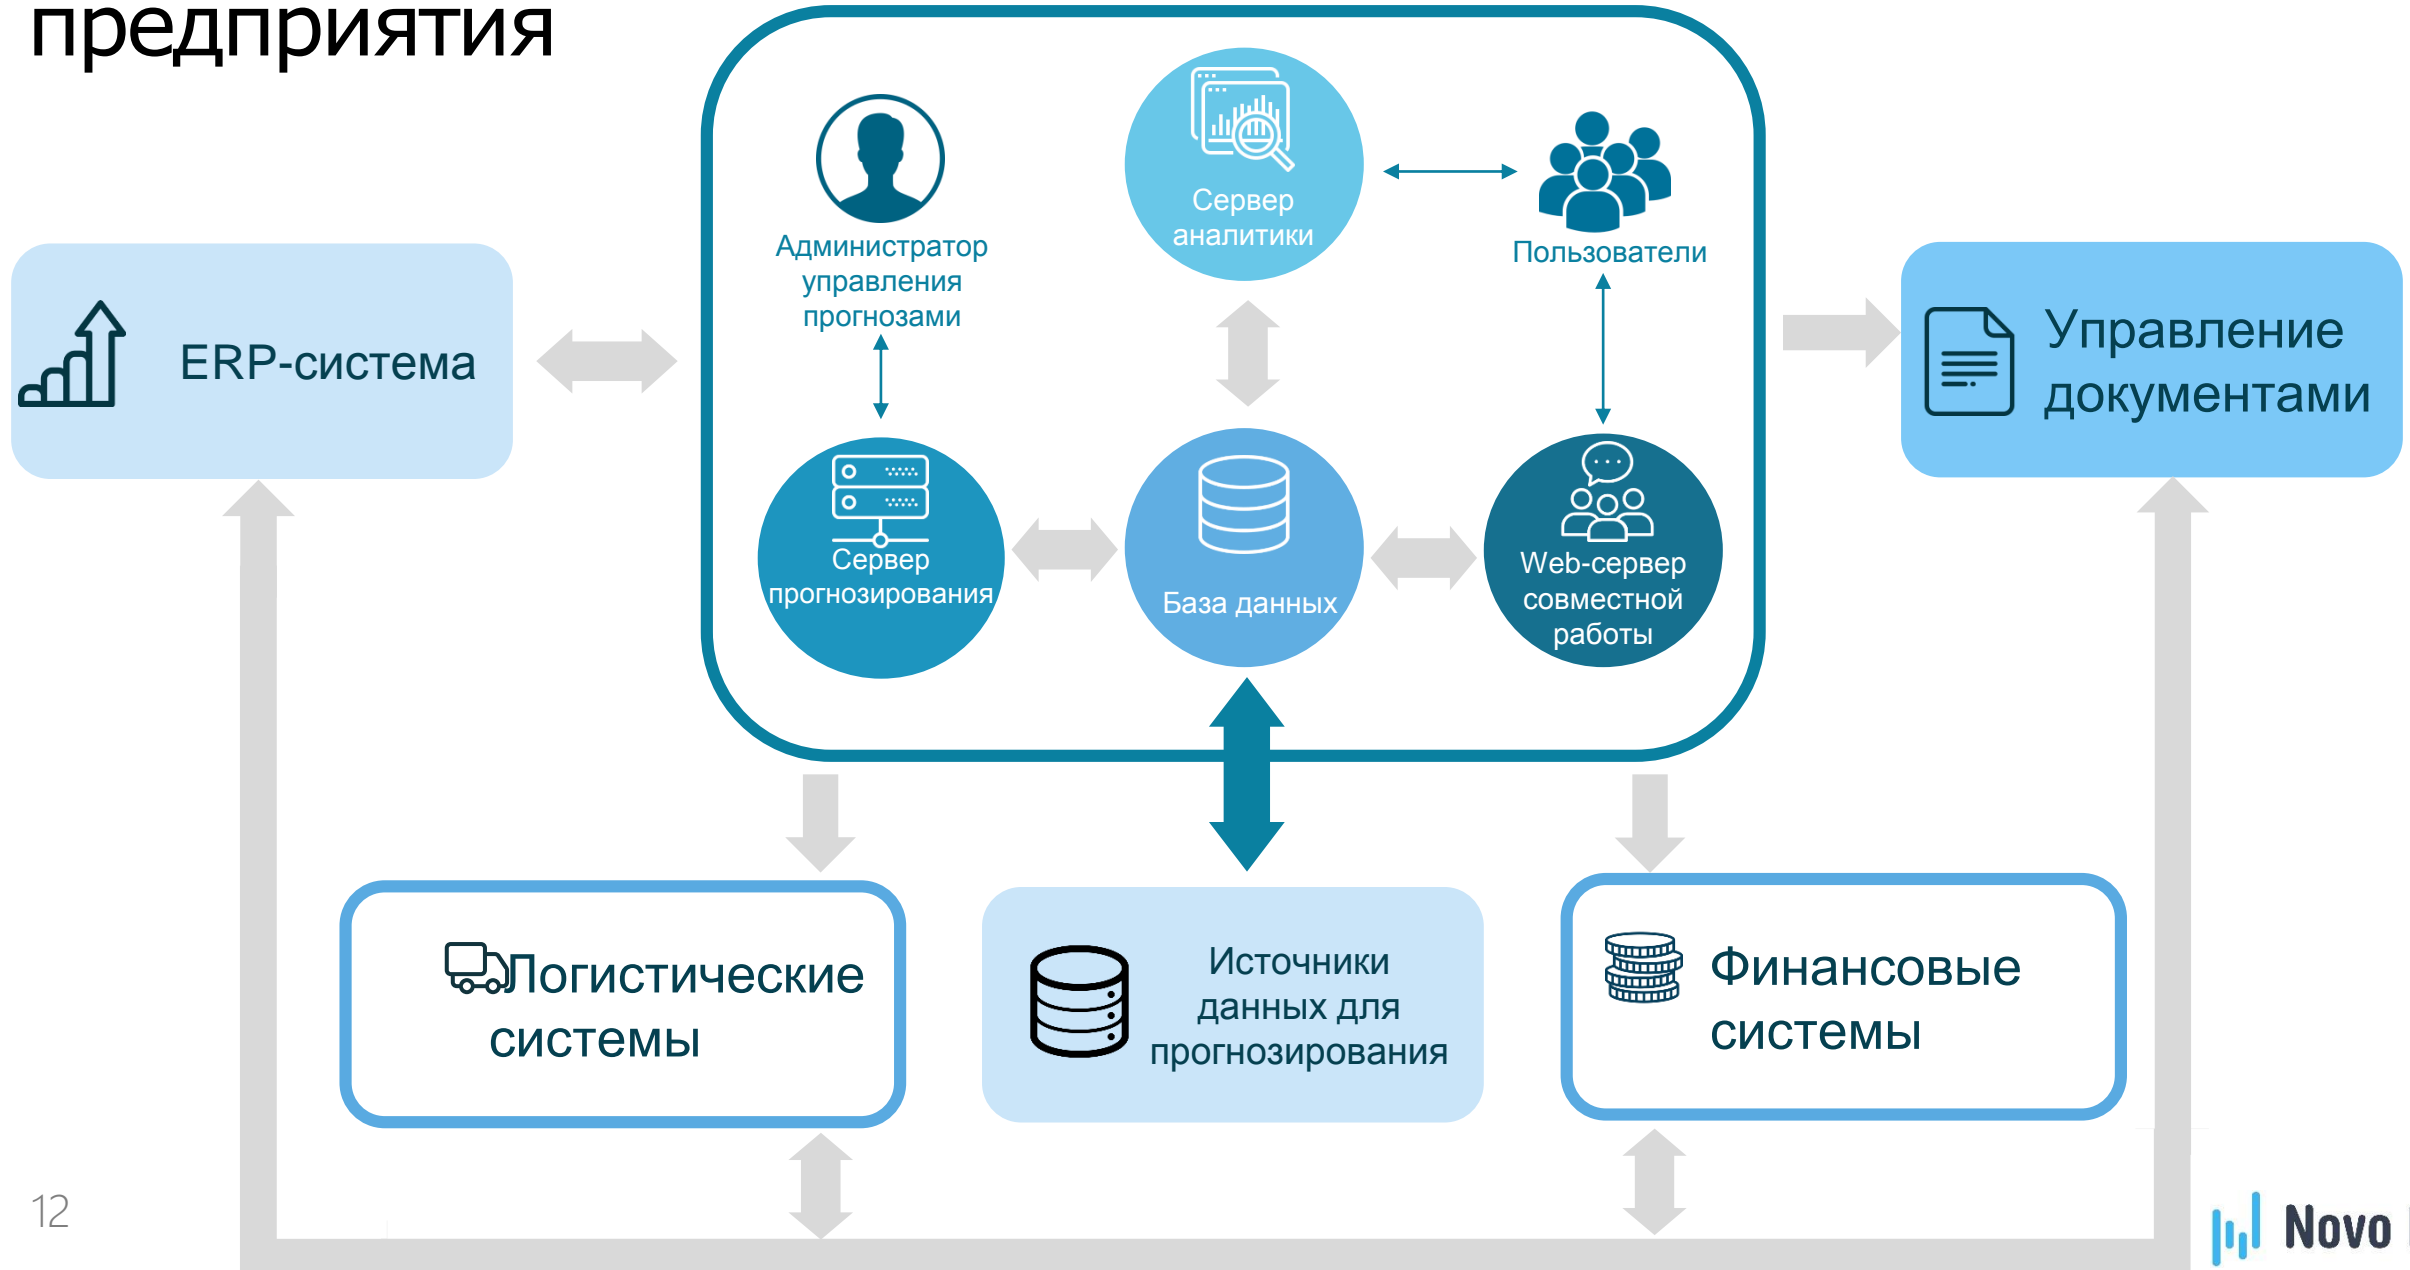 предприятия
Сервер
аналитики
Администратор
управления
прогнозами
Пользователи
ERP-система
Управление
документами
Сервер
прогнозирования
База данных
Web-сервер
совместной
работы
Логистические
системы
Источники
данных для
прогнозирования
Финансовые
системы
12
Novo